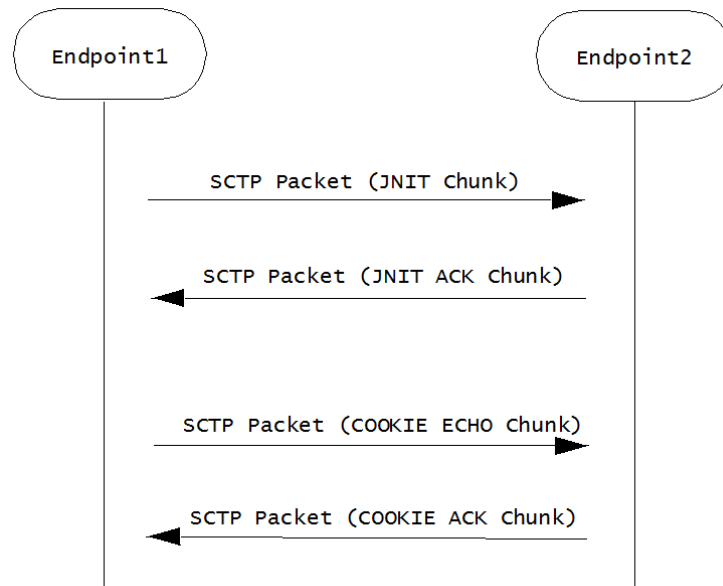 Endpoint1
Endpoint2
SCTP Packet (JNIT Chunk)
SCTP Packet (JNIT ACK Chunk)
SCTP Packet (COOKIE ECHO Chunk)
SCTP Packet (COOKIE ACK Chunk)